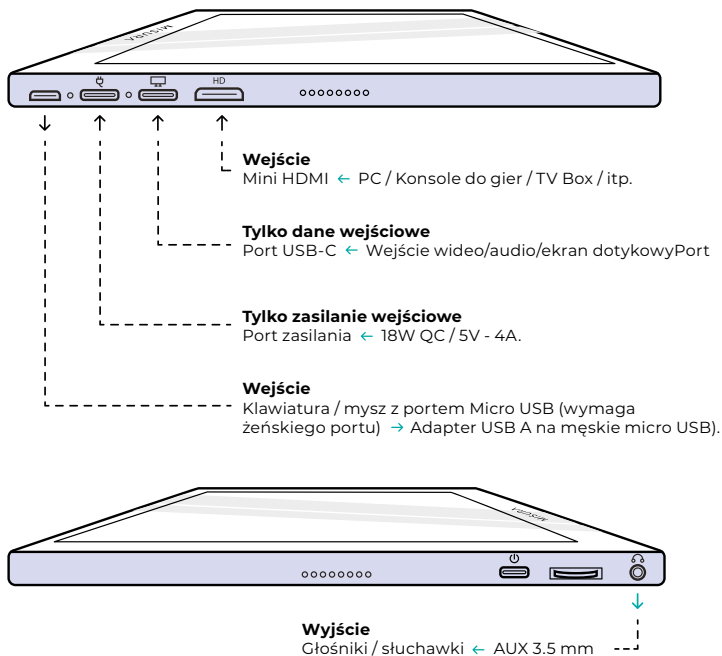 MISURA
HD
Wejście
Mini HDMI ← PC / Konsole do gier / TV Box / itp.
Tylko dane wejściowe
Port USB-C ← Wejście wideo/audio/ekran dotykowyPort
Tylko zasilanie wejściowe
Port zasilania ← 18W QC / 5V - 4A.
Wejście
Klawiatura / mysz z portem Micro USB (wymaga
żeńskiego portu) → Adapter USB A na męskie micro USB).
MISURA
Wyjście
Głośniki / słuchawki ← AUX 3.5 mm